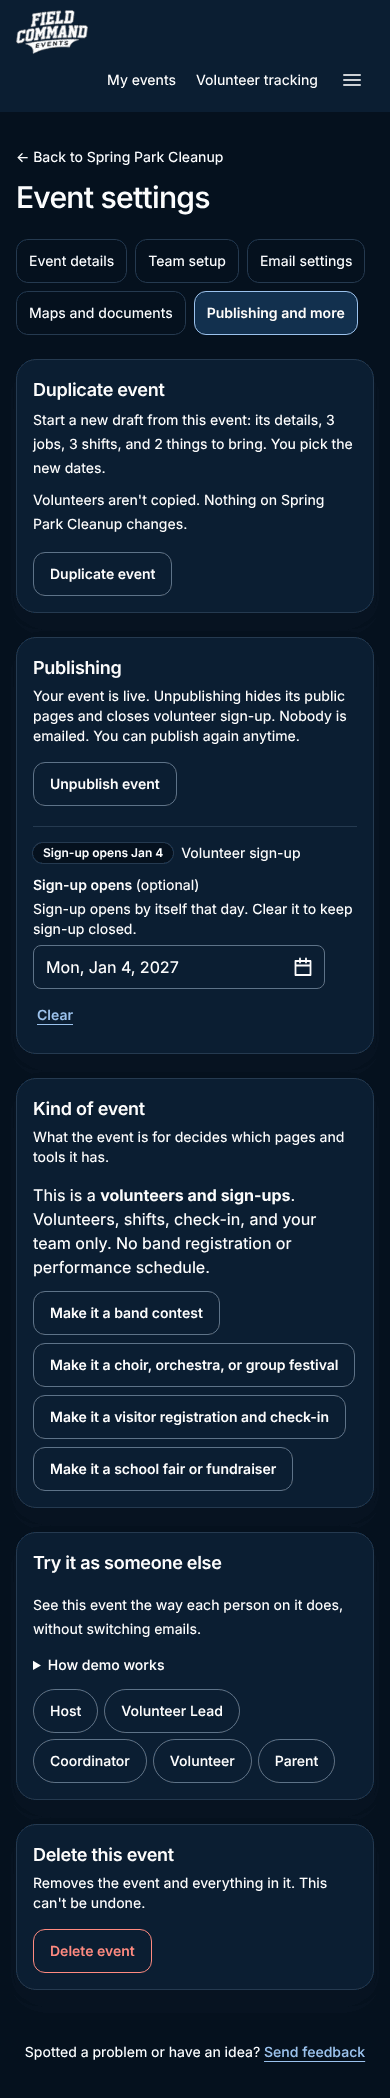 FIELD
COMMAND
EVENTS
My events Volunteer tracking
← Back to Spring Park Cleanup
Event settings
Event details Team setup Email settings
Maps and documents Publishing and more
Duplicate event
Start a new draft from this event: its details, 3
jobs, 3 shifts, and 2 things to bring. You pick the
new dates.
Volunteers aren't copied. Nothing on Spring
Park Cleanup changes.
Duplicate event
Publishing
Your event is live. Unpublishing hides its public
pages and closes volunteer sign-up. Nobody is
emailed. You can publish again anytime.
Unpublish event
Sign-up opens Jan 4 Volunteer sign-up
Sign-up opens (optional)
Sign-up opens by itself that day. Clear it to keep
sign-up closed.
Mon, Jan 4, 2027
Clear
Kind of event
What the event is for decides which pages and
tools it has.
This is a volunteers and sign-ups.
Volunteers, shifts, check-in, and your
team only. No band registration or
performance schedule.
Make it a band contest
Make it a choir, orchestra, or group festival
Make it a visitor registration and check-in
Make it a school fair or fundraiser
Try it as someone else
See this event the way each person on it does,
without switching emails.
▶ How demo works
Host Volunteer Lead
Coordinator Volunteer Parent
Delete this event
Removes the event and everything in it. This
can't be undone.
Delete event
Spotted a problem or have an idea? Send feedback